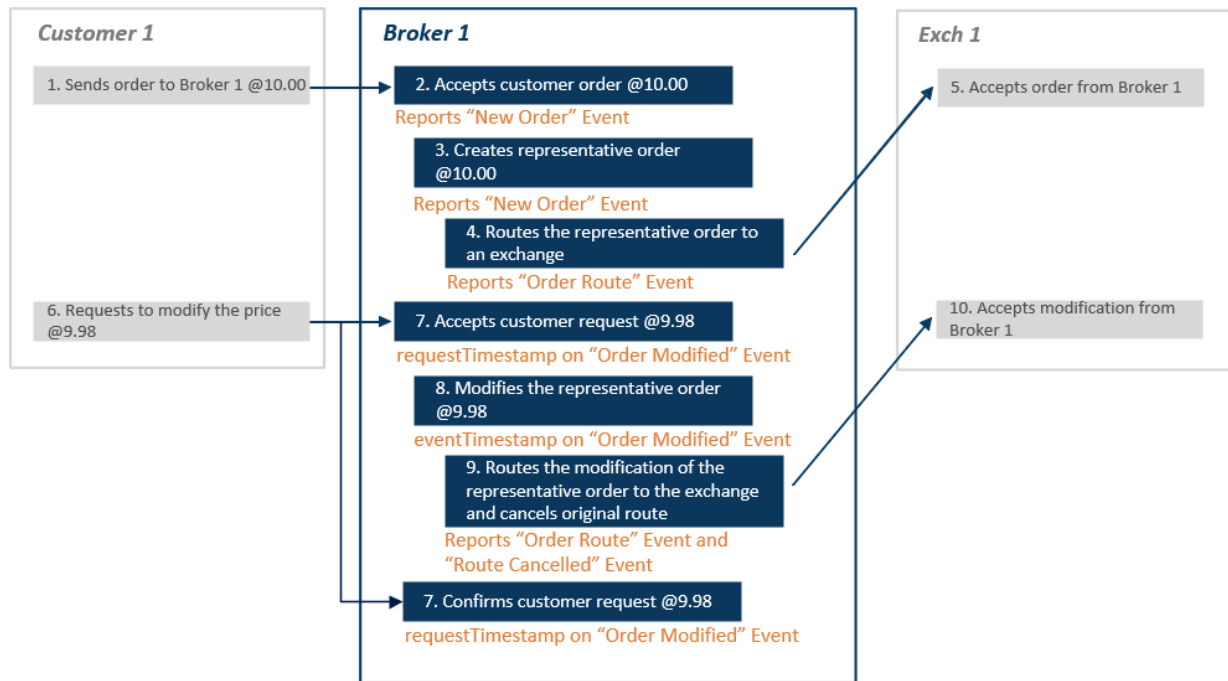 Customer 1
1. Sends order to Broker 1 @10.00
6. Requests to modify the price
@9.98
Broker 1
2. Accepts customer order @10.00
Reports “New Order” Event
3. Creates representative order
@10.00
Reports “New Order” Event
4. Routes the representative order to
an exchange
Reports “Order Route” Event
7. Accepts customer request @9.98
requestTimestamp on “Order Modified” Event
8. Modifies the representative order
@9.98
eventTimestamp on “Order Modified” Event
9. Routes the modification of the
representative order to the exchange
and cancels original route
Reports “Order Route” Event and
“Route Cancelled” Event
7. Confirms customer request @9.98
requestTimestamp on “Order Modified” Event
Exch 1
5. Accepts order from Broker 1
10. Accepts modification from
Broker 1